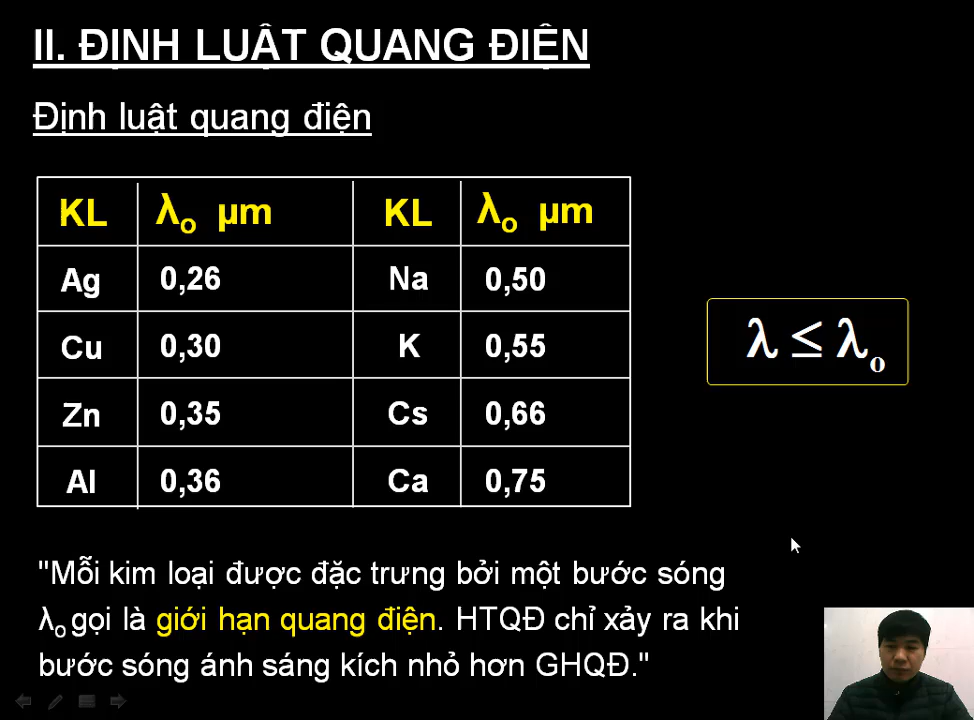 II. ĐỊNH LUẬT QUANG ĐIỆN
Định luật quang điện
KL λo µm KL λo µm
Ag 0,26 Na 0,50
Cu 0,30 K 0,55
Zn 0,35 Cs 0,66
Al 0,36 Ca 0,75
λ ≤ λo
"Mỗi kim loại được đặc trưng bởi một bước sóng
λo gọi là giới hạn quang điện. HTQĐ chỉ xảy ra khi
bước sóng ánh sáng kích nhỏ hơn GHQĐ."